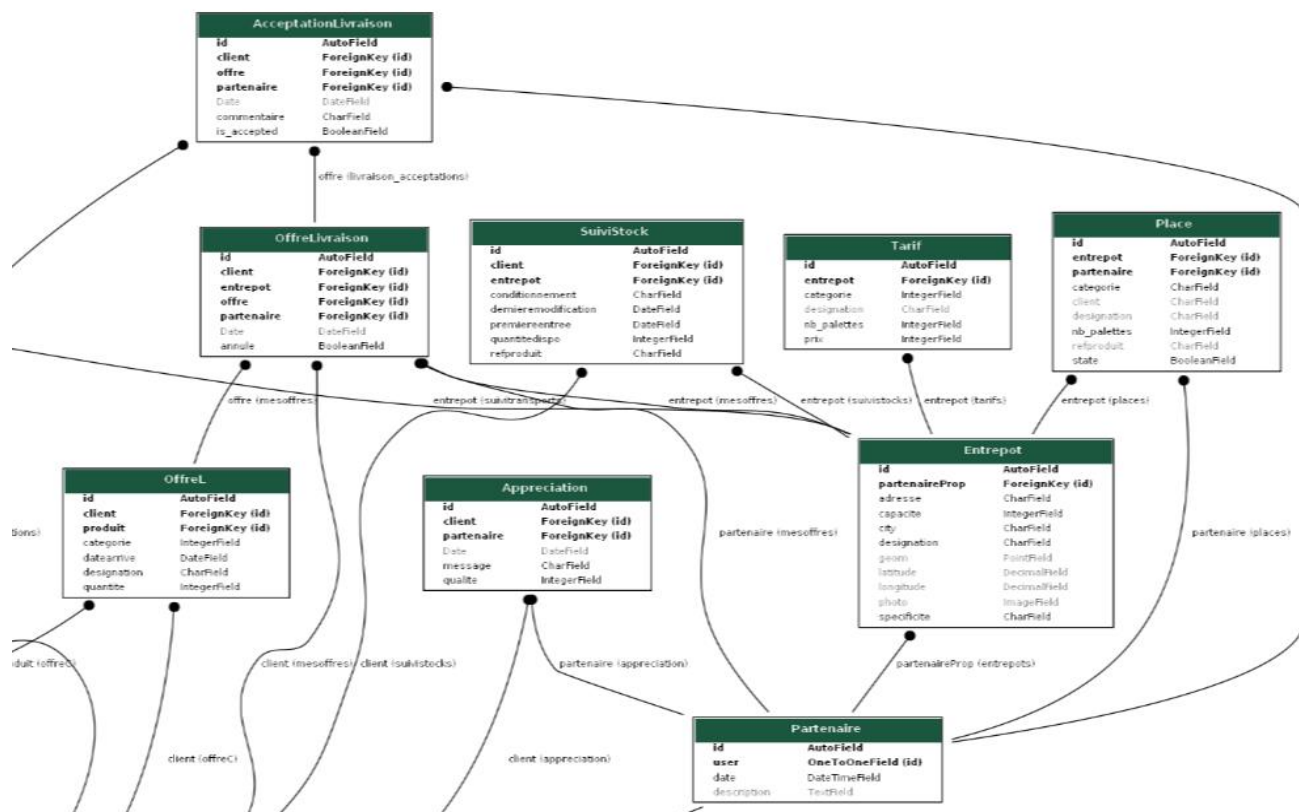 AcceptationLivraison
id AutoField
client ForeignKey (id)
offre ForeignKey (id)
partenaire ForeignKey (id)
Date DateField
commentaire CharField
is_accepted BooleanField
offre (livraison_acceptations)
OffreLivraison
id AutoField
client ForeignKey (id)
entrepot ForeignKey (id)
offre ForeignKey (id)
partenaire ForeignKey (id)
Date DateField
annule BooleanField
SuiviStock
id AutoField
client ForeignKey (id)
entrepot ForeignKey (id)
conditionnement CharField
dernieremodification DateField
premiereentree DateField
quantitedispo IntegerField
refproduit CharField
Tarif
id AutoField
entrepot ForeignKey (id)
categorie IntegerField
designation CharField
nb_palettes IntegerField
prix IntegerField
Place
id AutoField
entrepot ForeignKey (id)
partenaire ForeignKey (id)
categorie CharField
client CharField
designation CharField
nb_palettes IntegerField
refproduit CharField
state BooleanField
offre (mesoffres)
entrepot (suivitransports)
entrepot (mesoffres)
entrepot (suivistocks)
entrepot (tarifs)
entrepot (places)
OffreL
id AutoField
client ForeignKey (id)
produit ForeignKey (id)
categorie IntegerField
datearrive DateField
designation CharField
quantite IntegerField
Appreciation
id AutoField
client ForeignKey (id)
partenaire ForeignKey (id)
Date DateField
message CharField
qualite IntegerField
Entrepot
id AutoField
partenaireProp ForeignKey (id)
adresse CharField
capacite IntegerField
city CharField
designation CharField
geom PointField
latitude DecimalField
longitude DecimalField
photo ImageField
specificite CharField
tions)
partenaire (mesoffres)
partenaire (places)
duit (offreC)
client (mesoffres)
client (suivistocks)
partenaire (appreciation)
partenaireProp (entrepots)
client (offreC)
client (appreciation)
Partenaire
id AutoField
user OneToOneField (id)
date DateTimeField
description TextField